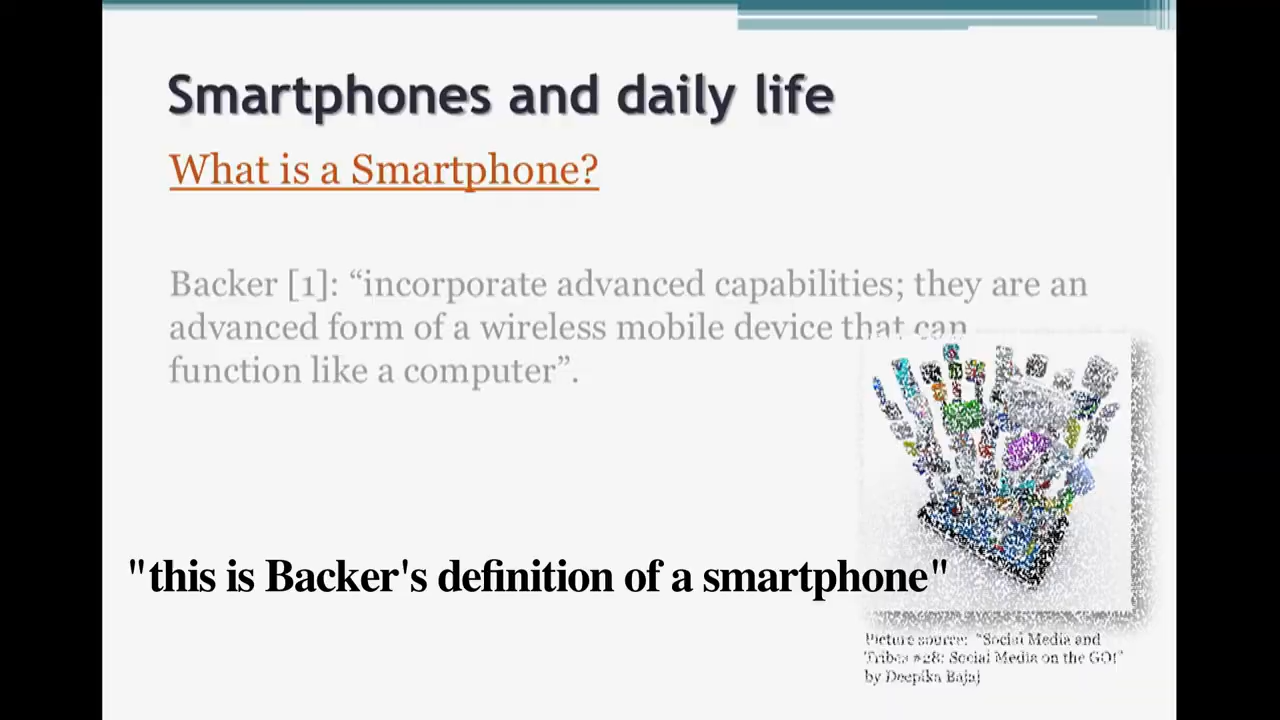 Smartphones and daily life
What is a Smartphone?
Backer [1]: “incorporate advanced capabilities; they are an
advanced form of a wireless mobile device that can
function like a computer”.
"this is Backer's definition of a smartphone"
Picture source: “Social Media and
Tribes #28: Social Media on the GO!”
by Deepika Bajaj